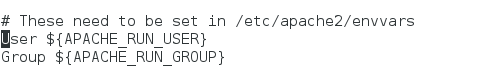 # These need to be set in /etc/apache2/envvars
User ${APACHE_RUN_USER}
Group ${APACHE_RUN_GROUP}